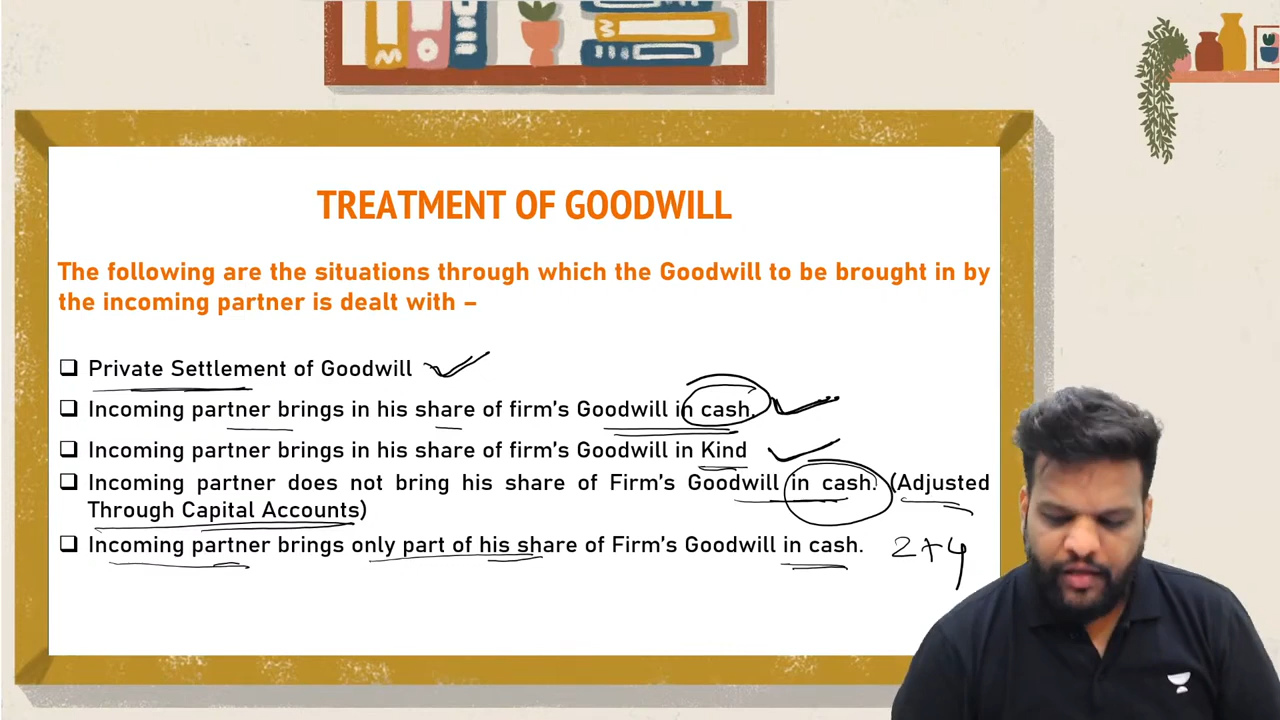 TREATMENT OF GOODWILL
The following are the situations through which the Goodwill to be brought in by
the incoming partner is dealt with –
❑ Private Settlement of Goodwill
❑ Incoming partner brings in his share of firm's Goodwill in cash.
❑ Incoming partner brings in his share of firm's Goodwill in Kind
❑ Incoming partner does not bring his share of Firm's Goodwill in cash. (Adjusted
Through Capital Accounts)
❑ Incoming partner brings only part of his share of Firm's Goodwill in cash. 2+4